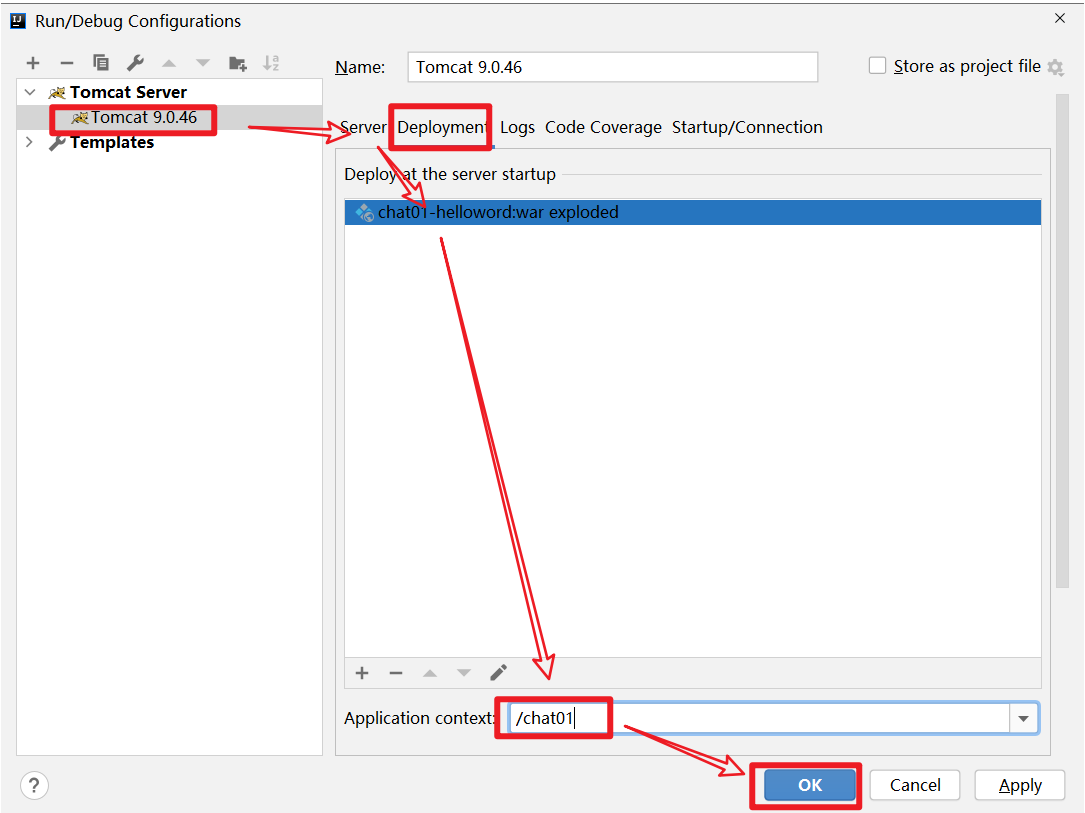 Run/Debug Configurations
Name: Tomcat 9.0.46
Store as project file
Tomcat Server
Tomcat 9.0.46
Templates
Server Deployment Logs Code Coverage Startup/Connection
Deploy at the server startup
chat01-helloword:war exploded
Application context: /chat01
? OK Cancel Apply